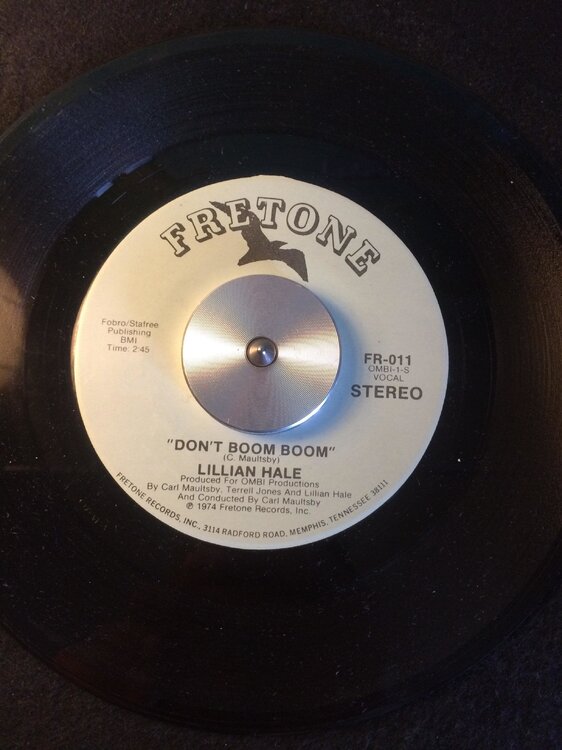 FRETONE
Fobro/Stafree
Publishing
BMI
Time: 2:45
FR-011
OMBI-1-S
VOCAL
STEREO
"DON'T BOOM BOOM"
(C. Maultsby)
LILLIAN HALE
Produced For OMBI Productions
By Carl Maultsby, Terrell Jones And Lillian Hale
And Conducted By Carl Maultsby
℗ 1974 Fretone Records, Inc.
FRETONE RECORDS, INC., 3114 RADFORD ROAD, MEMPHIS, TENNESSEE 38111